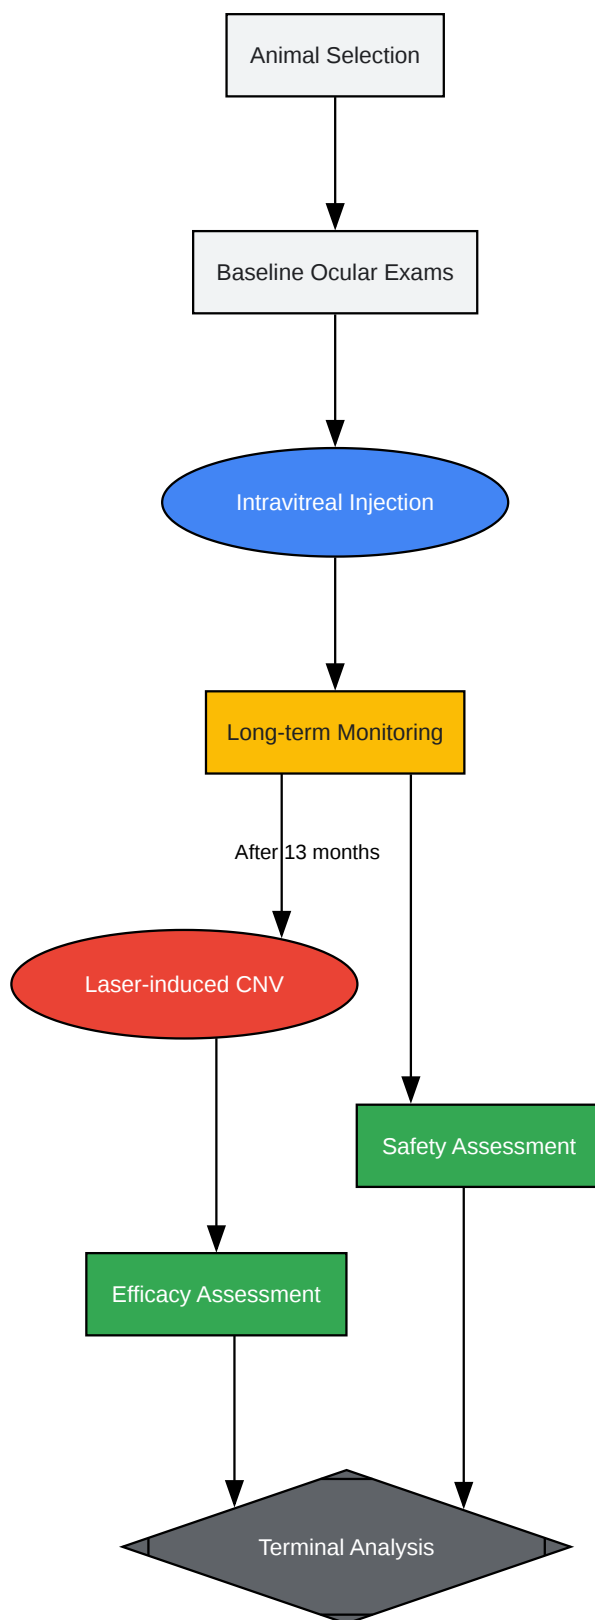 Animal Selection
Baseline Ocular Exams
Intravitreal Injection
Long-term Monitoring
After 13 months
Laser-induced CNV
Safety Assessment
Efficacy Assessment
Terminal Analysis